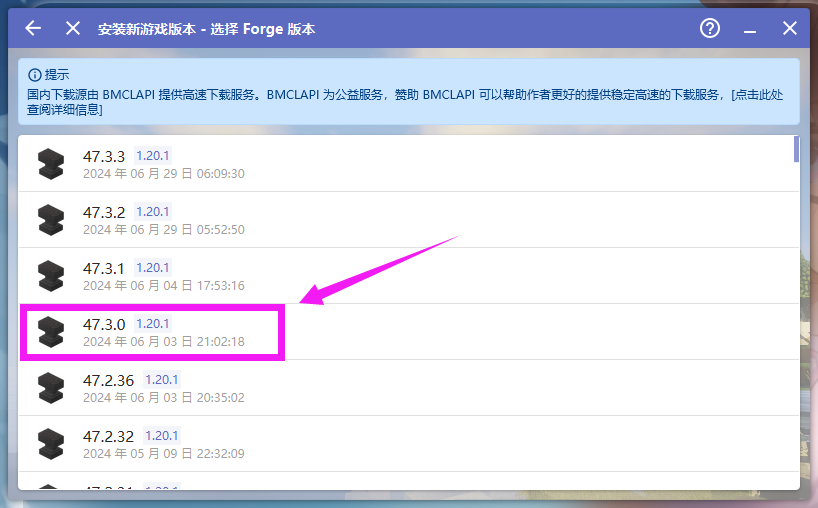 安装新游戏版本 - 选择 Forge 版本
提示
国内下载源由 BMCLAPI 提供高速下载服务。BMCLAPI 为公益服务，赞助 BMCLAPI 可以帮助作者更好的提供稳定高速的下载服务，[点击此处
查阅详细信息]
47.3.3 1.20.1
2024 年 06 月 29 日 06:09:30
47.3.2 1.20.1
2024 年 06 月 29 日 05:52:50
47.3.1 1.20.1
2024 年 06 月 04 日 17:53:16
47.3.0 1.20.1
2024 年 06 月 03 日 21:02:18
47.2.36 1.20.1
2024 年 06 月 03 日 20:35:02
47.2.32 1.20.1
2024 年 05 月 09 日 22:32:09